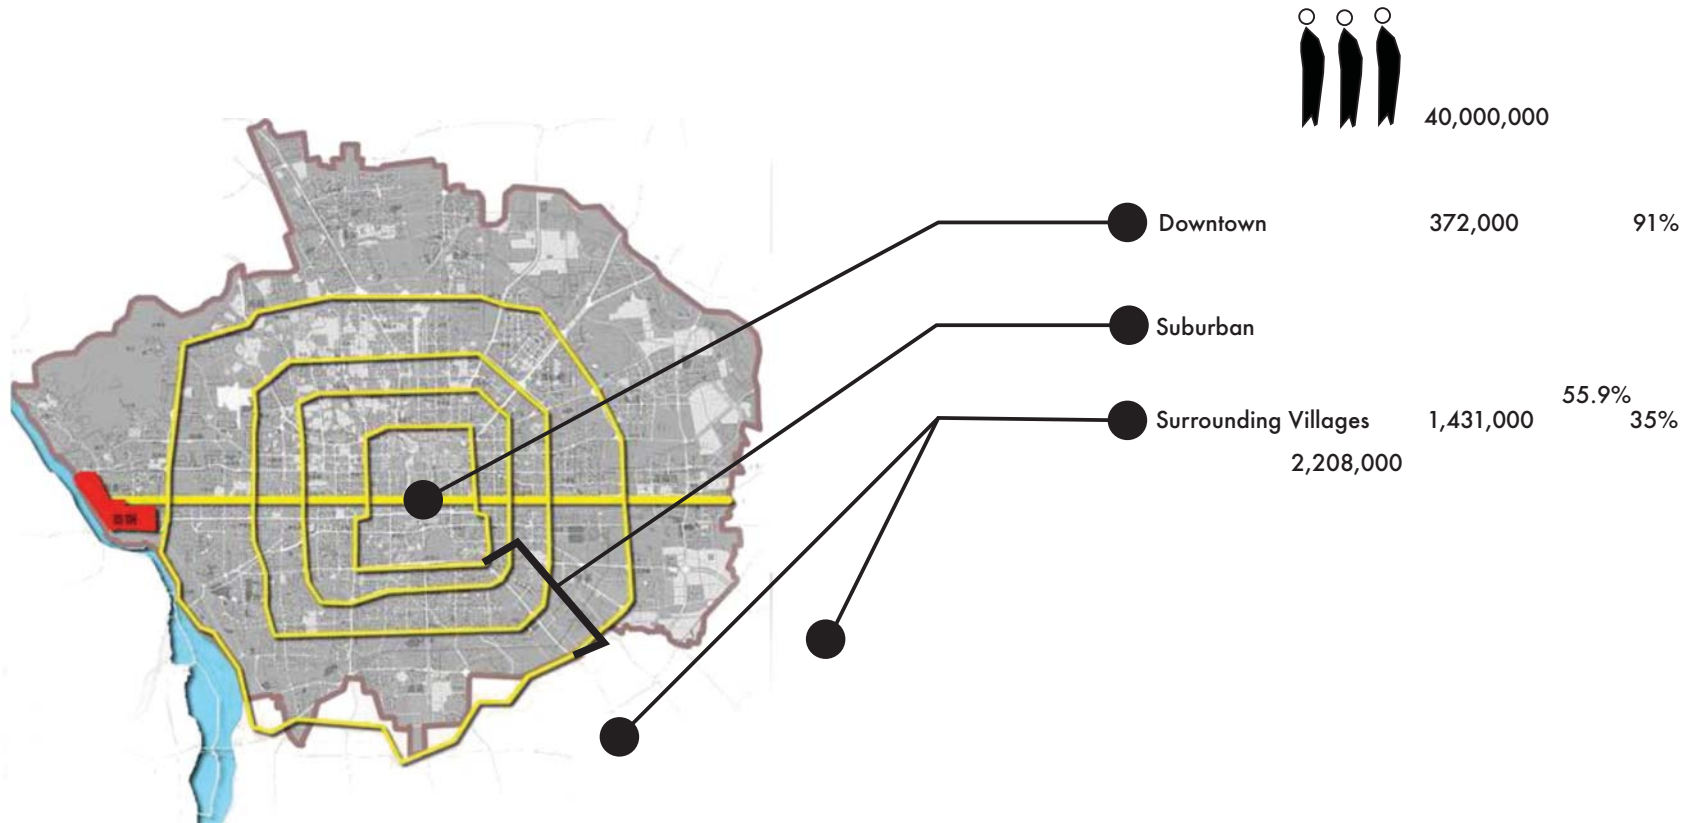 40,000,000
Downtown 372,000 91%
Suburban
55.9%
Surrounding Villages 1,431,000 35%
2,208,000